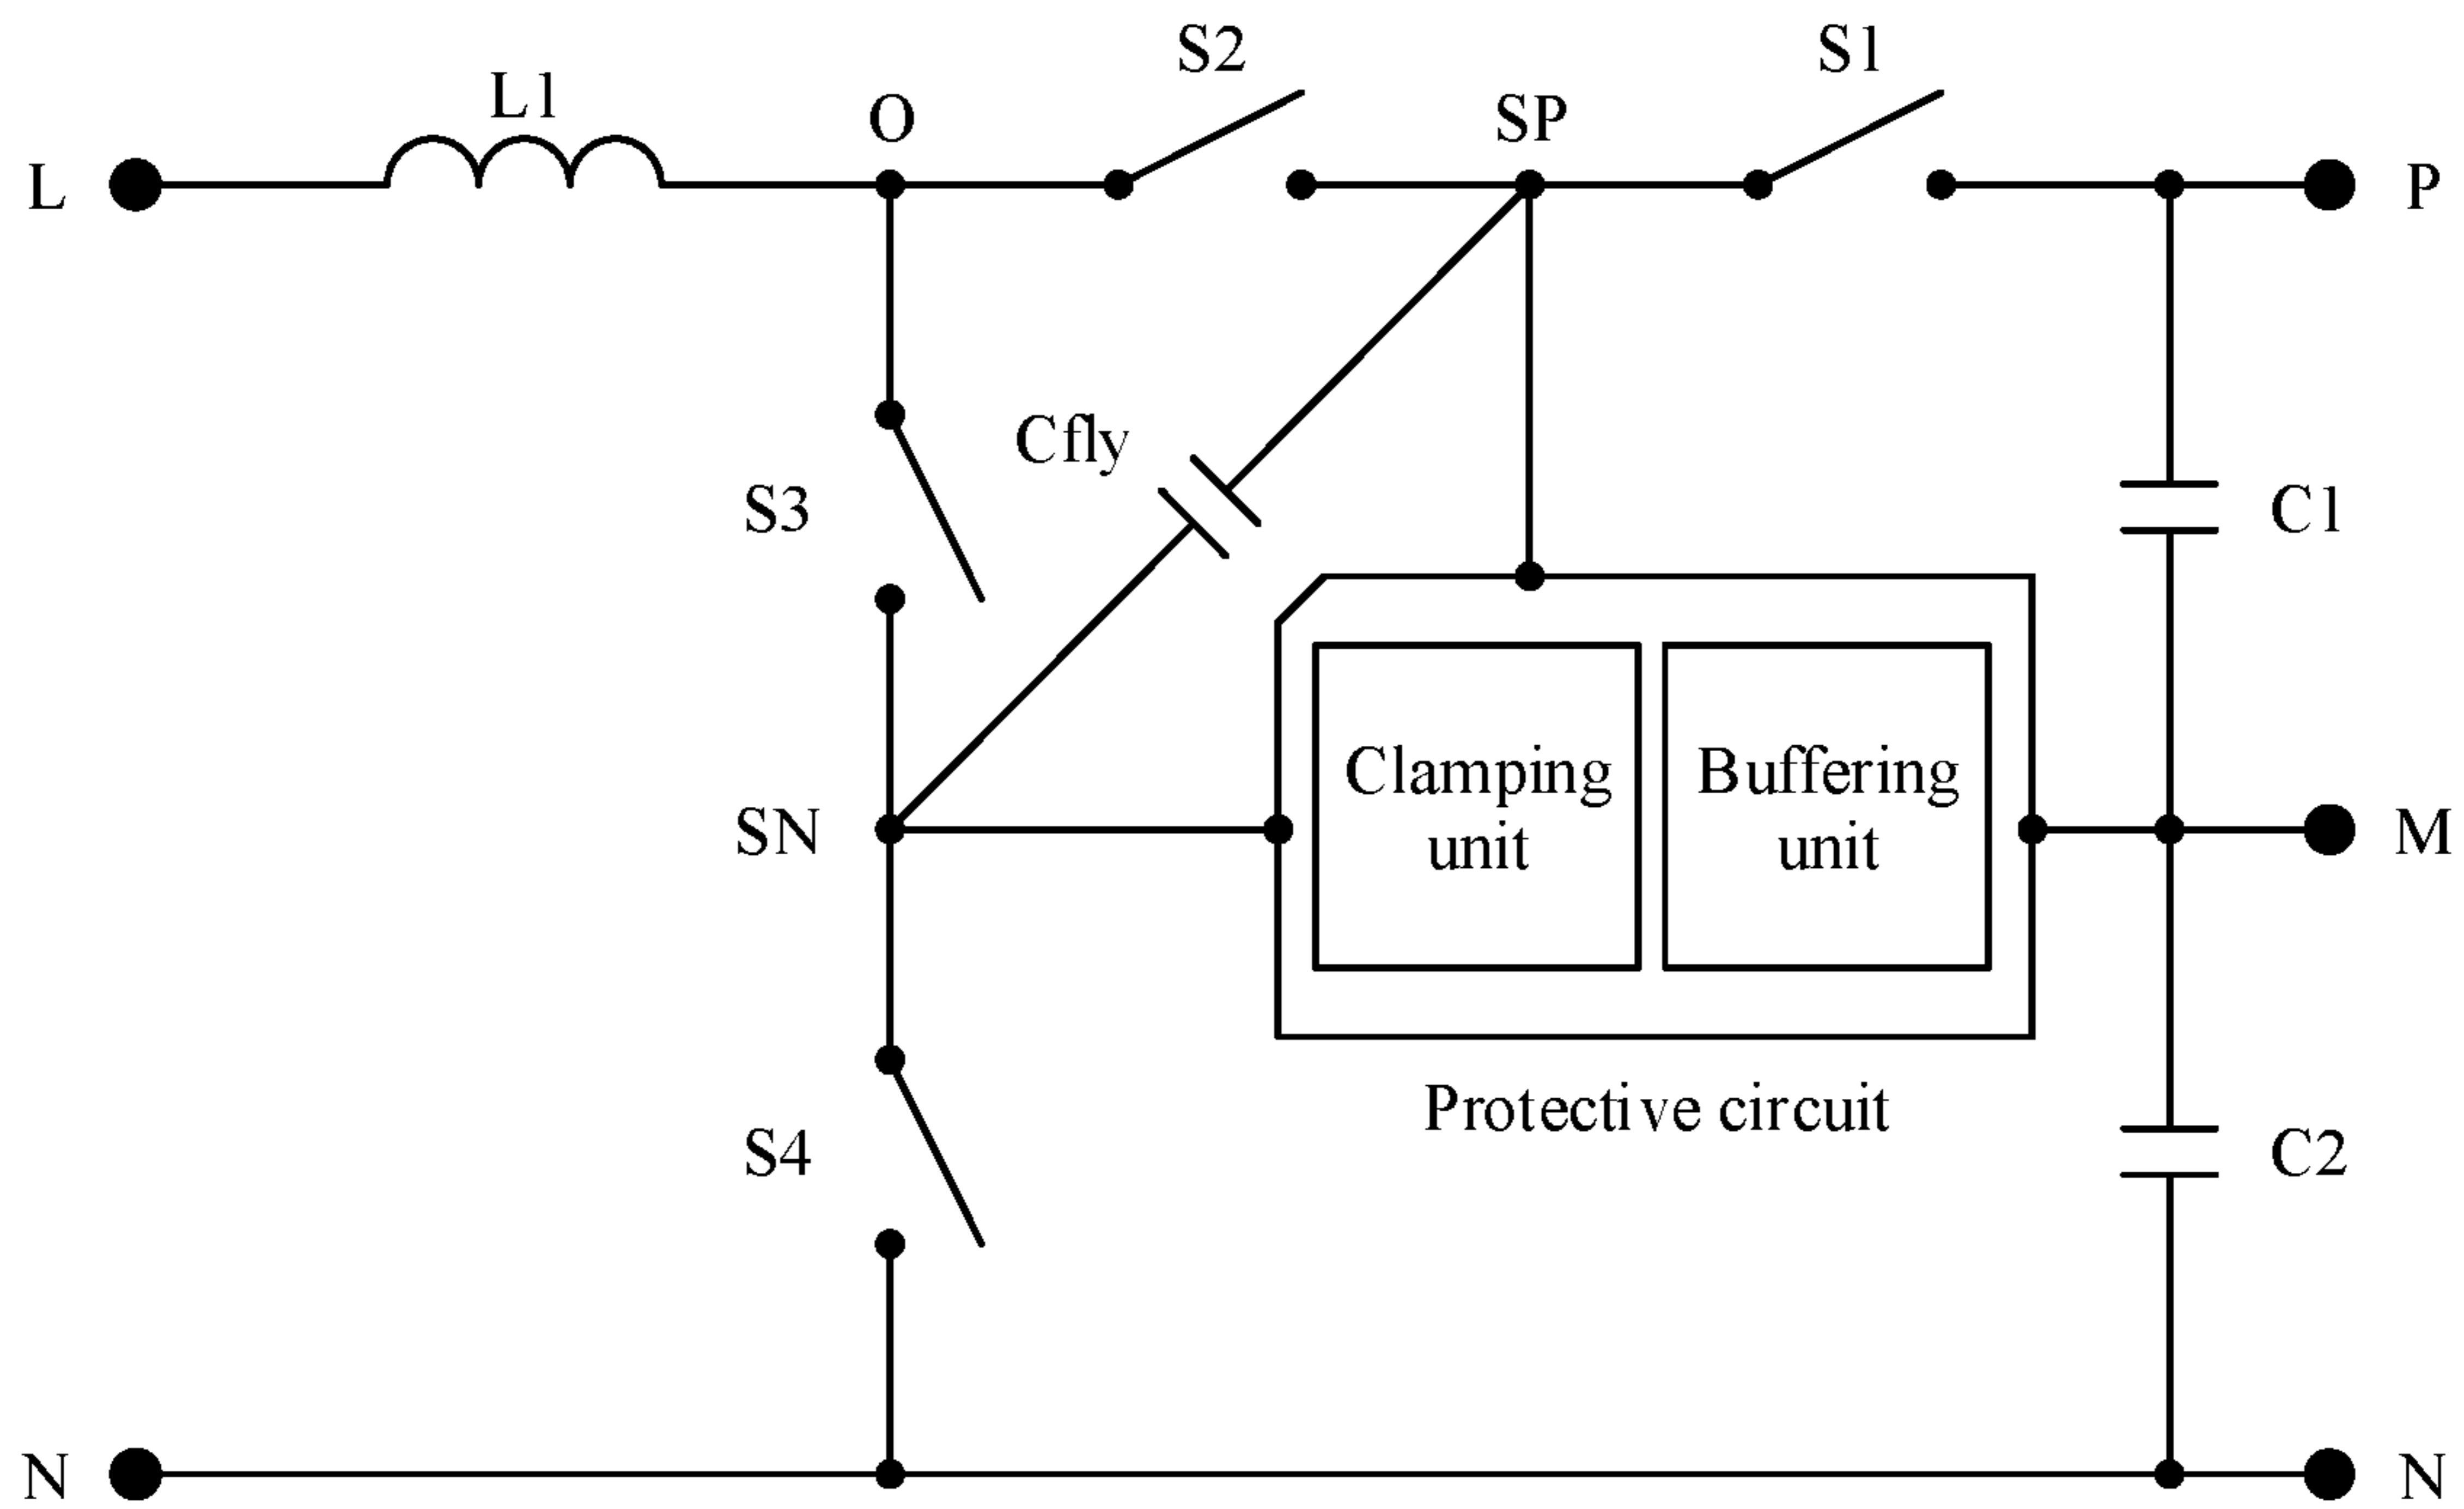 S2
S1
L1
O
SP
L
P
Cfly
S3
C1
Clamping
unit
Buffering
unit
SN
M
Protective circuit
S4
C2
N
N